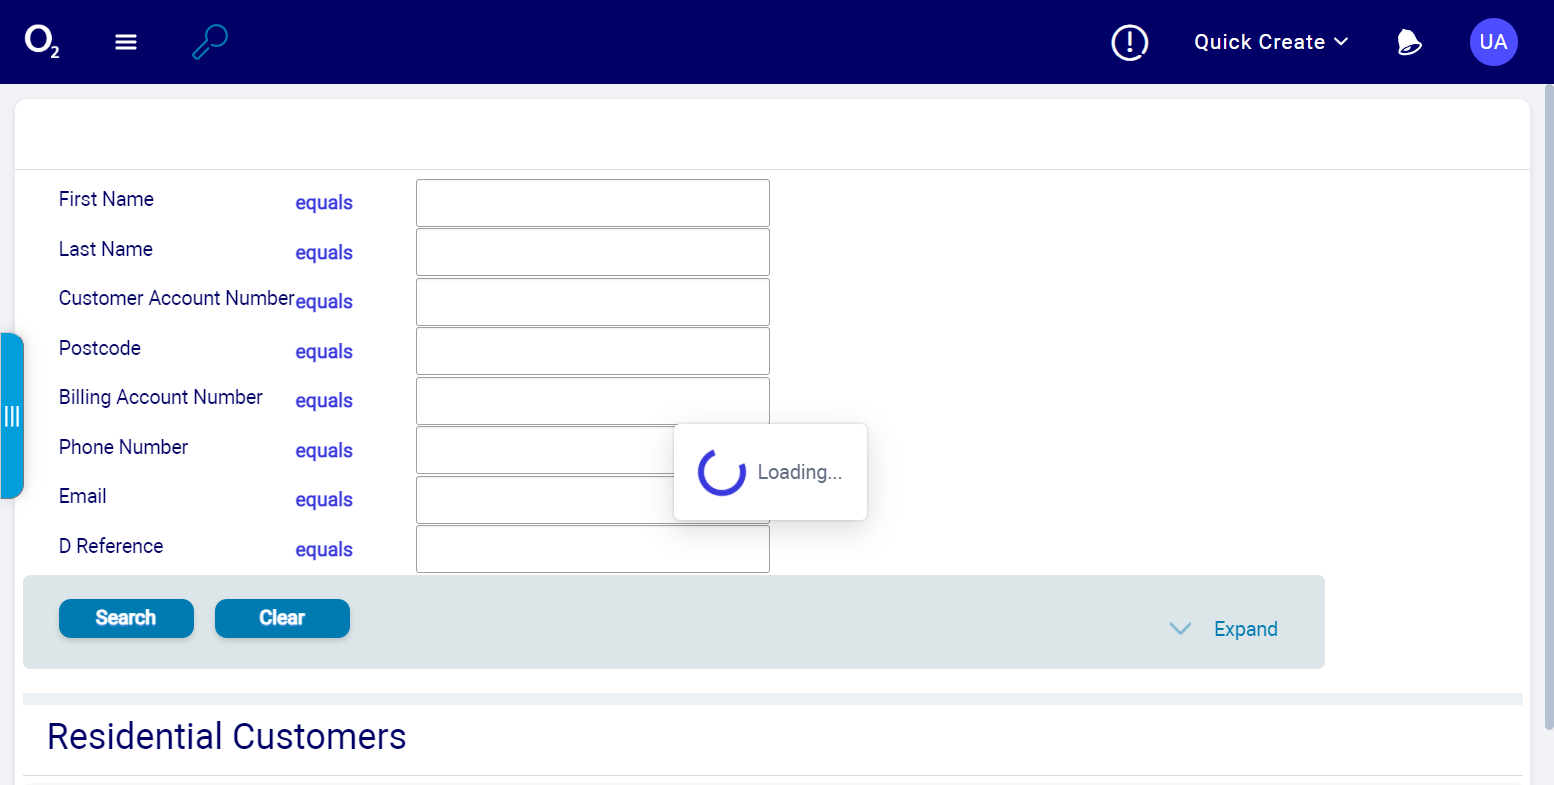 O2
Quick Create
UA
First Name equals
Last Name equals
Customer Account Number equals
Postcode equals
Billing Account Number equals
Phone Number equals
Email equals
D Reference equals
Loading...
Search Clear
Expand
Residential Customers